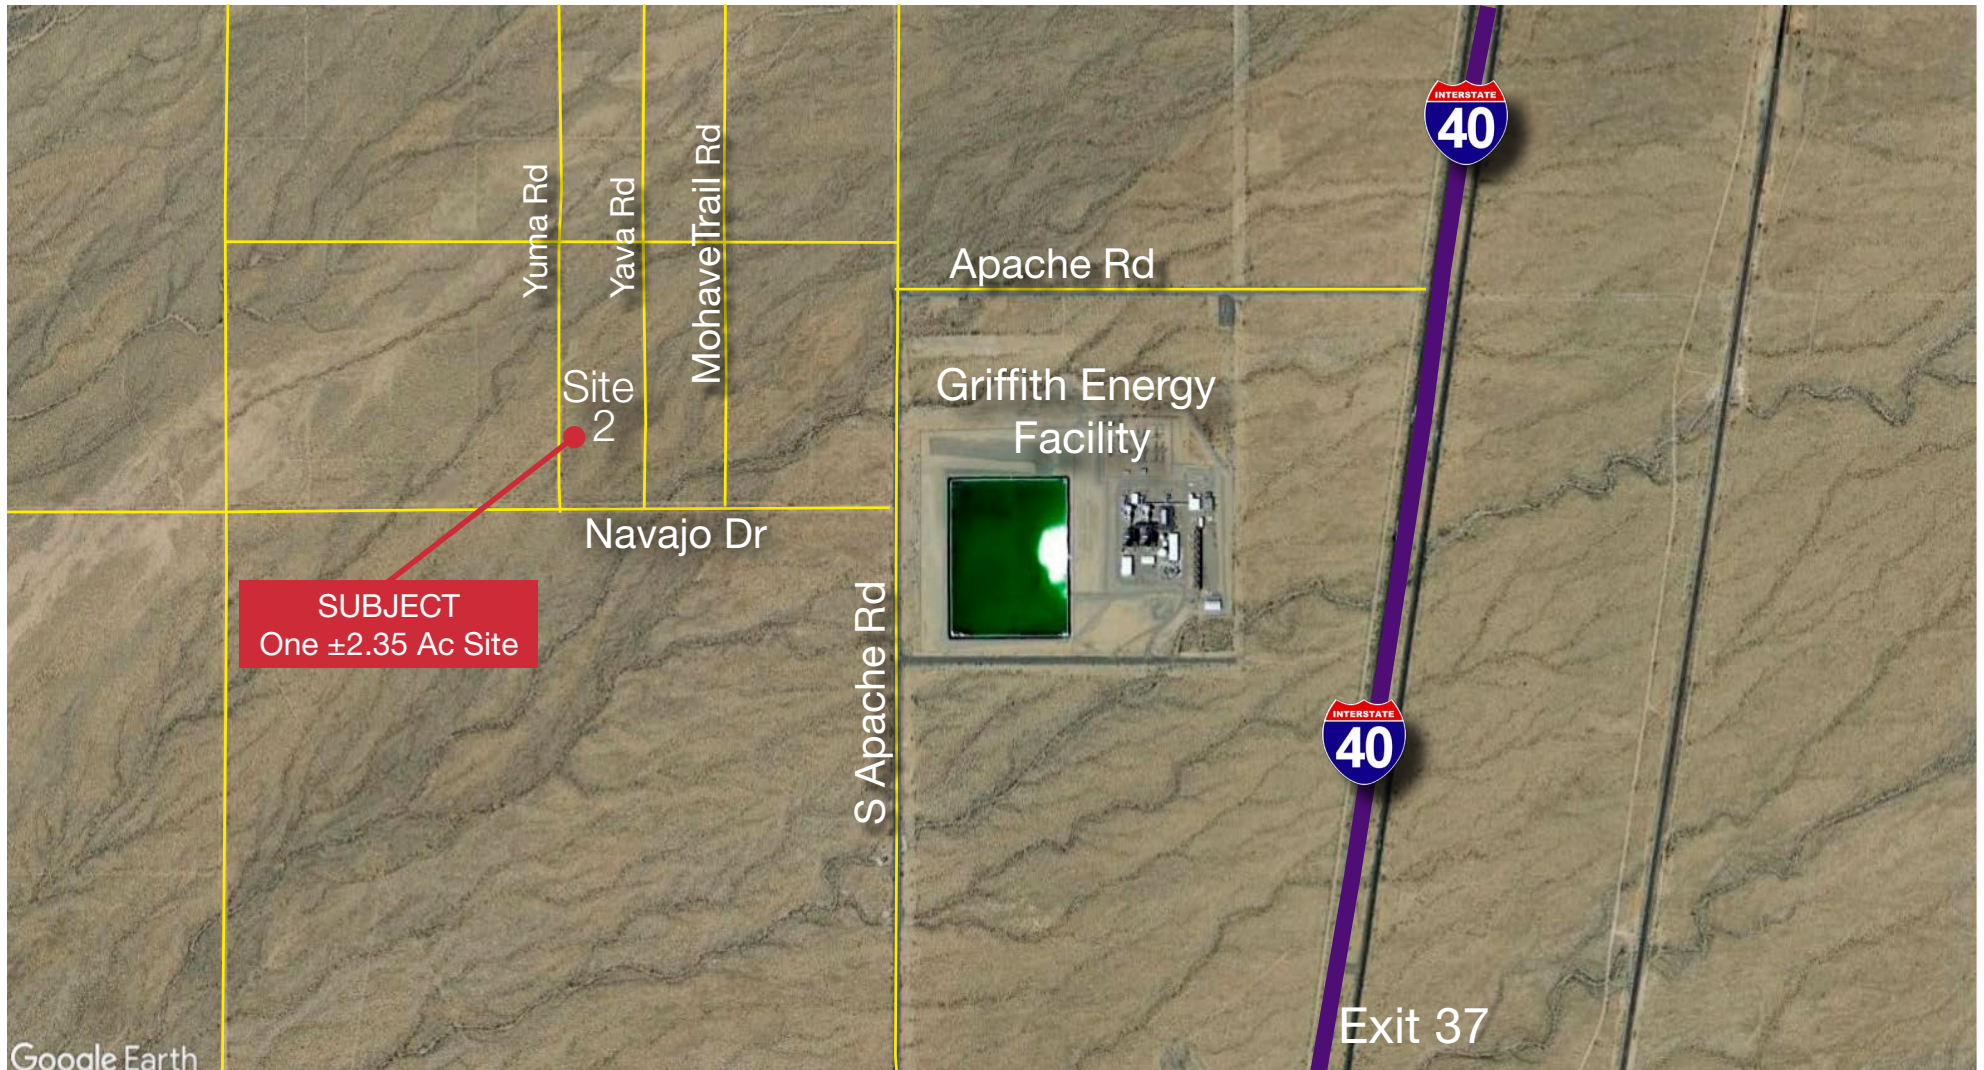 INTERSTATE
40
Yuma Rd
Yava Rd
MohaveTrail Rd
Apache Rd
Site
2
Griffith Energy
Facility
Navajo Dr
SUBJECT
One ±2.35 Ac Site
S Apache Rd
INTERSTATE
40
Exit 37
Google Earth